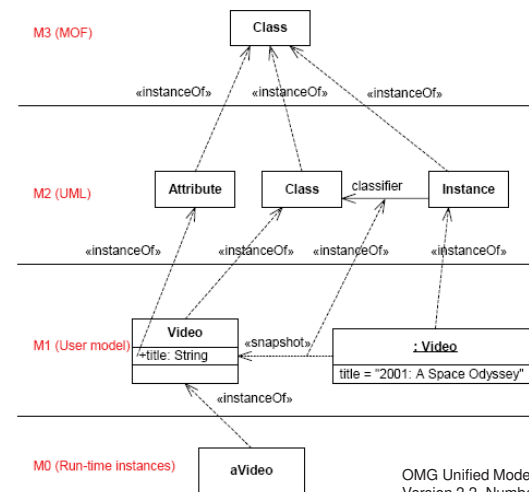 M3 (MOF)
Class
«instanceOf» «instanceOf» «instanceOf»
M2 (UML)
Attribute
Class
classifier
Instance
«instanceOf» «instanceOf» «instanceOf» «instanceOf»
M1 (User model)
Video
+title: String
«snapshot»
: Video
title = "2001: A Space Odyssey"
«instanceOf»
M0 (Run-time instances)
aVideo
OMG Unified Mode